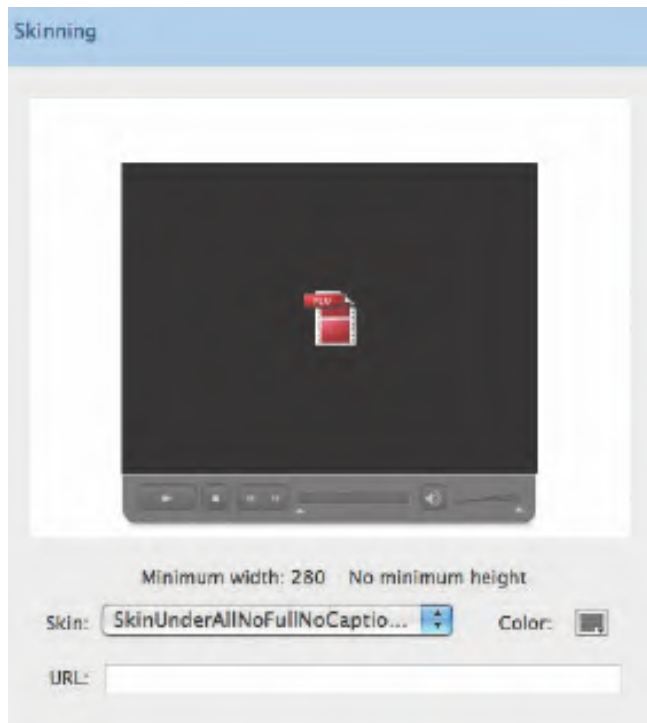 Skinning
FLV
Minimum width: 280 No minimum height
Skin: SkinUnderAllNoFullNoCaptio... Color:
URL: